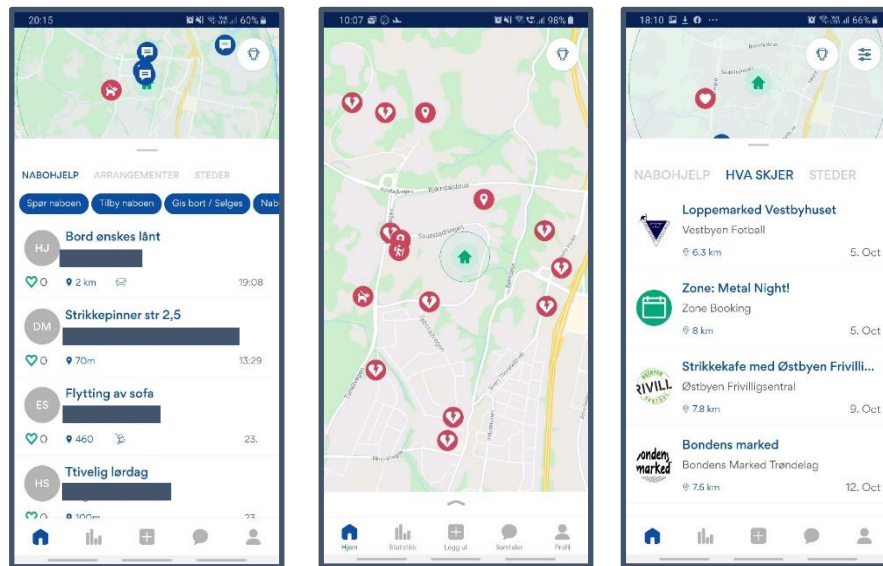 20:15
60%
NABOHJELP ARRANGEMENTER STEDER
Spør naboen Tilby naboen Gis bort / Selges Nab
HJ
Bord ønskes lånt
0 2 km 19:08
DM
Strikkepinner str 2,5
0 70m 13:29
ES
Flytting av sofa
0 460 23.
HS
Ttivelig lørdag
0 100m 23.
10:07
98%
Bjørndalsbrua
Saupstadvegen
Hjem Statistikk Legg ut Samtaler Profil
18:10
66%
NABOHJELP HVA SKJER STEDER
Loppemarked Vestbyhuset
Vestbyen Fotball
6.3 km 5. Oct
Zone: Metal Night!
Zone Booking
8 km 5. Oct
Strikkekafe med Østbyen Frivilli...
Østbyen Frivilligsentral
7.8 km 9. Oct
Bondens marked
Bondens Marked Trøndelag
7.5 km 12. Oct